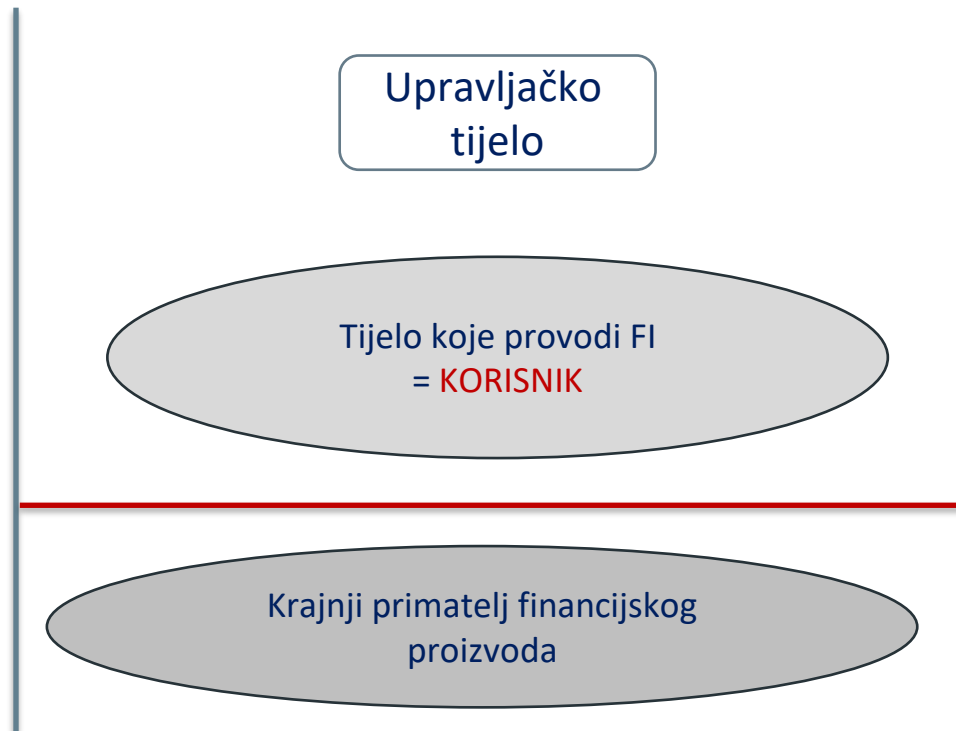 Upravljačko
tijelo
Tijelo koje provodi FI
= KORISNIK
Krajnji primatelj financijskog
proizvoda